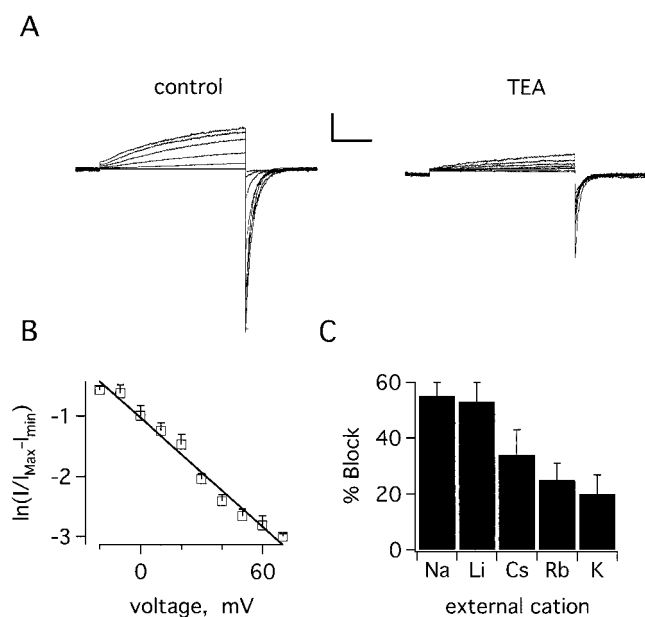 A
control
TEA
B
C
ln(I/I_Max-I_min)
-1
-2
-3
0
60
voltage, mV
% Block
60
40
20
0
Na Li Cs Rb K
external cation